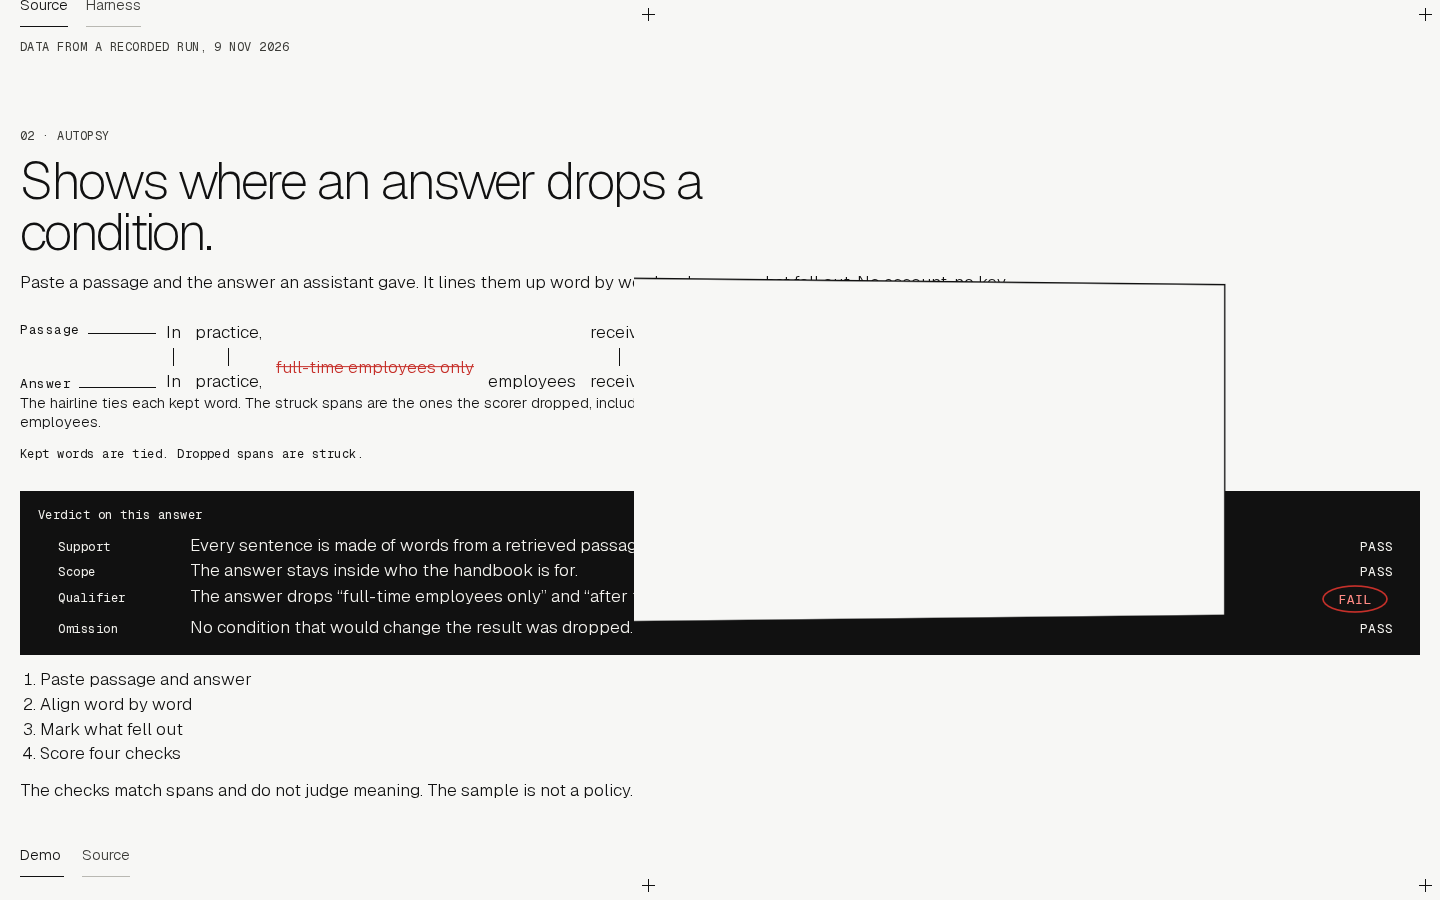 Source Harness
DATA FROM A RECORDED RUN, 9 NOV 2026
02 · AUTOPSY
Shows where an answer drops a
condition.
Paste a passage and the answer an assistant gave. It lines them up word by fell out. No account, no key
Passage In practice,
full-time employees only
Answer In practice, employees
The hairline ties each kept word. The struck spans are the ones the scorer dropped,
employees.
Kept words are tied. Dropped spans are struck.
Verdict on this answer
Support Every sentence is made of words from a retrieved PASS
Scope The answer stays inside who the handbook is for. PASS
Qualifier The answer drops “full-time employees only” and “after FAIL
Omission No condition that would change the result was dropped. PASS
1. Paste passage and answer
2. Align word by word
3. Mark what fell out
4. Score four checks
The checks match spans and do not judge meaning. The sample is not a policy.
Demo Source